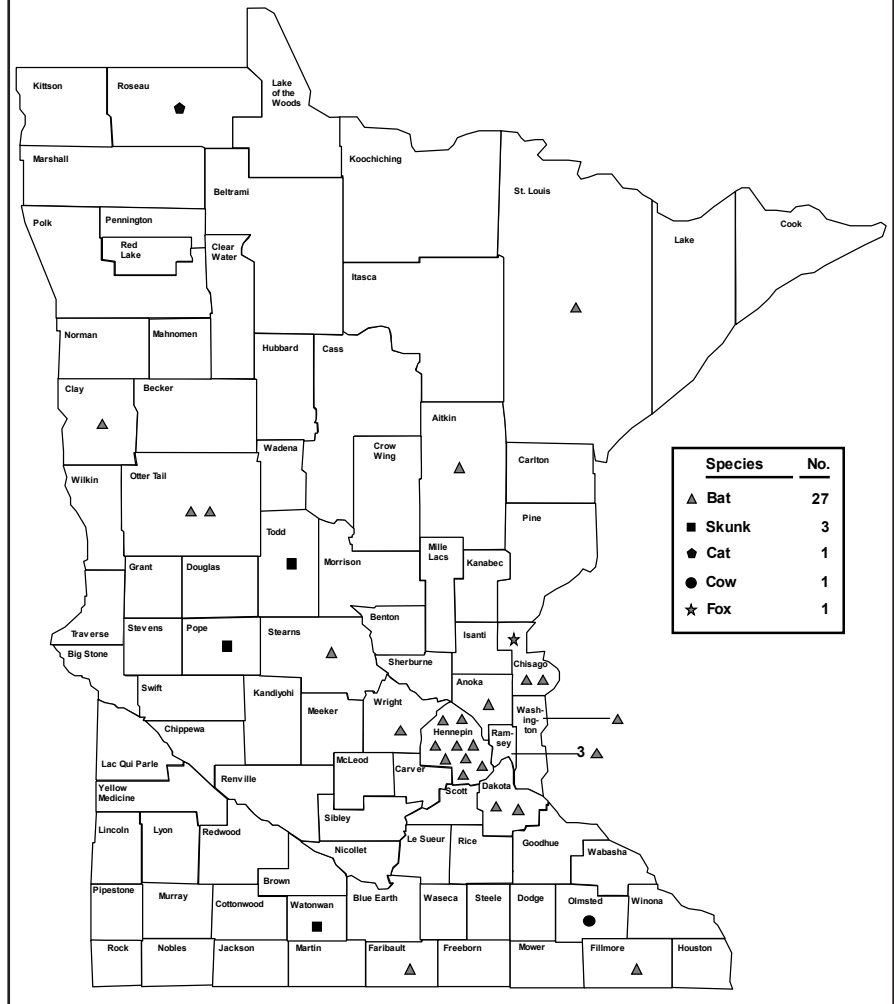 Kittson
Roseau
Lake
of the
Woods
Marshall
Koochiching
St. Louis
Beltrami
Polk
Pennington
Cook
Red
Lake
Clear
Water
Lake
Itasca
Norman
Mahnomen
Hubbard
Cass
Clay
Becker
Aitkin
Wadena
Crow
Wing
Carlton
Wilkin
Otter Tail
Pine
Todd
Mille
Lacs
Morrison
Kanabec
Grant
Douglas
Benton
Traverse
Stevens
Pope
Stearns
Isanti
Big Stone
Sherburne
Chisago
Swift
Kandiyohi
Anoka
Meeker
Wright
Wash-
ing-
ton
Chippewa
Hennepin
Ram-
sey
3
Lac Qui Parle
McLeod
Carver
Renville
Yellow
Medicine
Scott
Dakota
Sibley
Lincoln
Lyon
Redwood
Le Sueur
Rice
Goodhue
Nicollet
Wabasha
Brown
Pipestone
Murray
Cottonwood
Watonwan
Blue Earth
Waseca
Steele
Dodge
Olmsted
Winona
Rock
Nobles
Jackson
Martin
Faribault
Freeborn
Mower
Fillmore
Houston
Species No.
Bat 27
Skunk 3
Cat 1
Cow 1
Fox 1